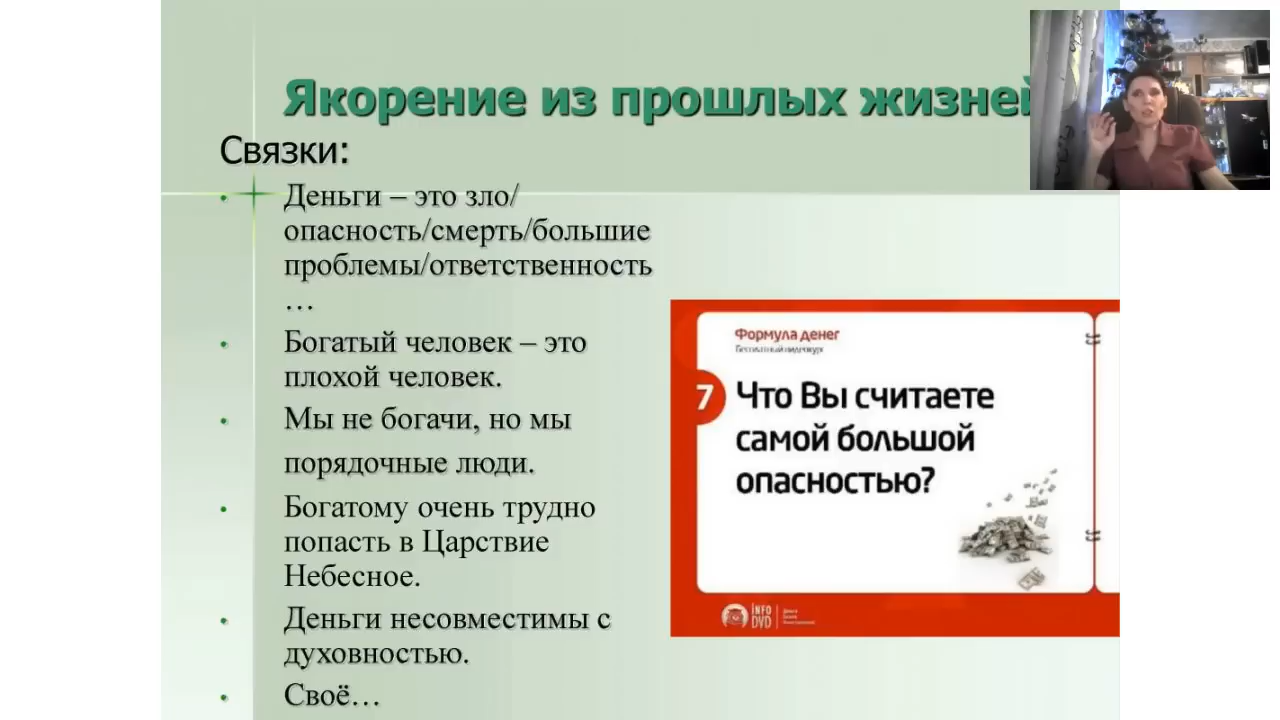 Якорение из прошлых жизней
Связки:
Деньги – это зло/
опасность/смерть/большие
проблемы/ответственность
…
Богатый человек – это
плохой человек.
Мы не богачи, но мы
порядочные люди.
Богатому очень трудно
попасть в Царствие
Небесное.
Деньги несовместимы с
духовностью.
Своё…
Формула денег
Бесплатный видеокурс
7
Что Вы считаете
самой большой
опасностью?
INFO
DVD